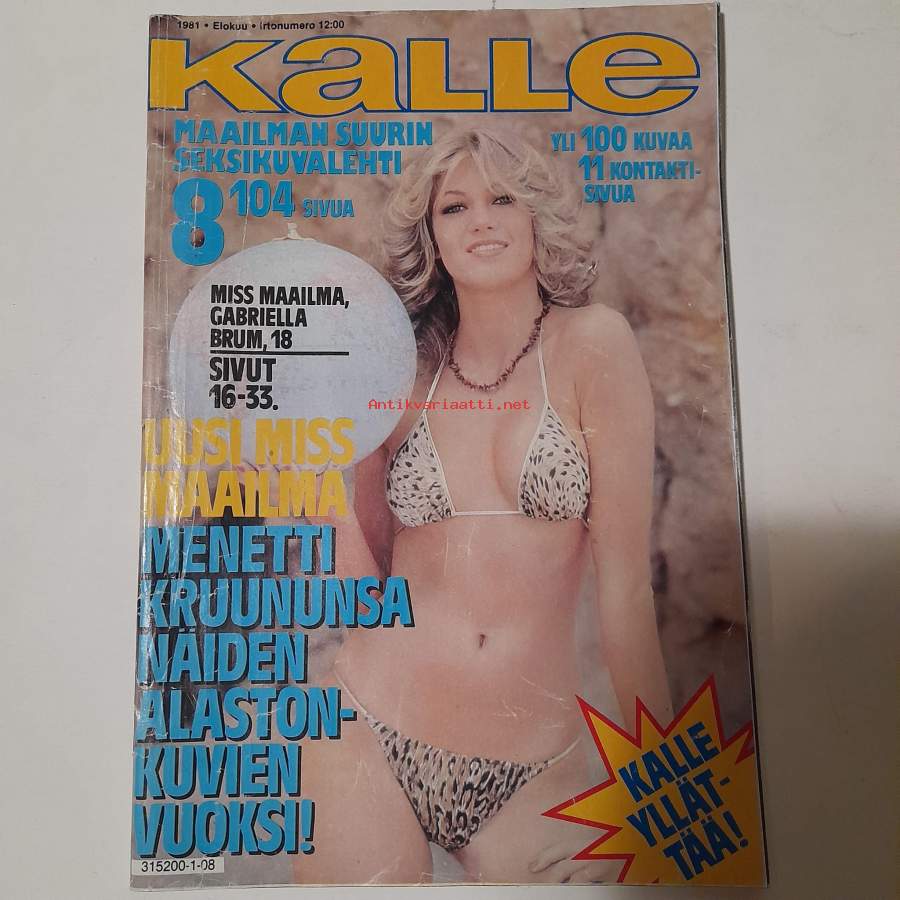 1981 • Elokuu • Irtonumero 12:00
KaLLe
MAAILMAN SUURIN
SEKSIKUVALEHTI
8 104 SIVUA
YLI 100 KUVAA
11 KONTAKTI-
SIVUA
MISS MAAILMA,
GABRIELLA
BRUM, 18
SIVUT
16-33.
Antikvariaatti.net
UUSI MISS
MAAILMA
MENETTI
KRUUNUNSA
NÄIDEN
ALASTON-
KUVIEN
VUOKSI!
KALLE
YLLÄT-
TÄÄ!
315200-1-08